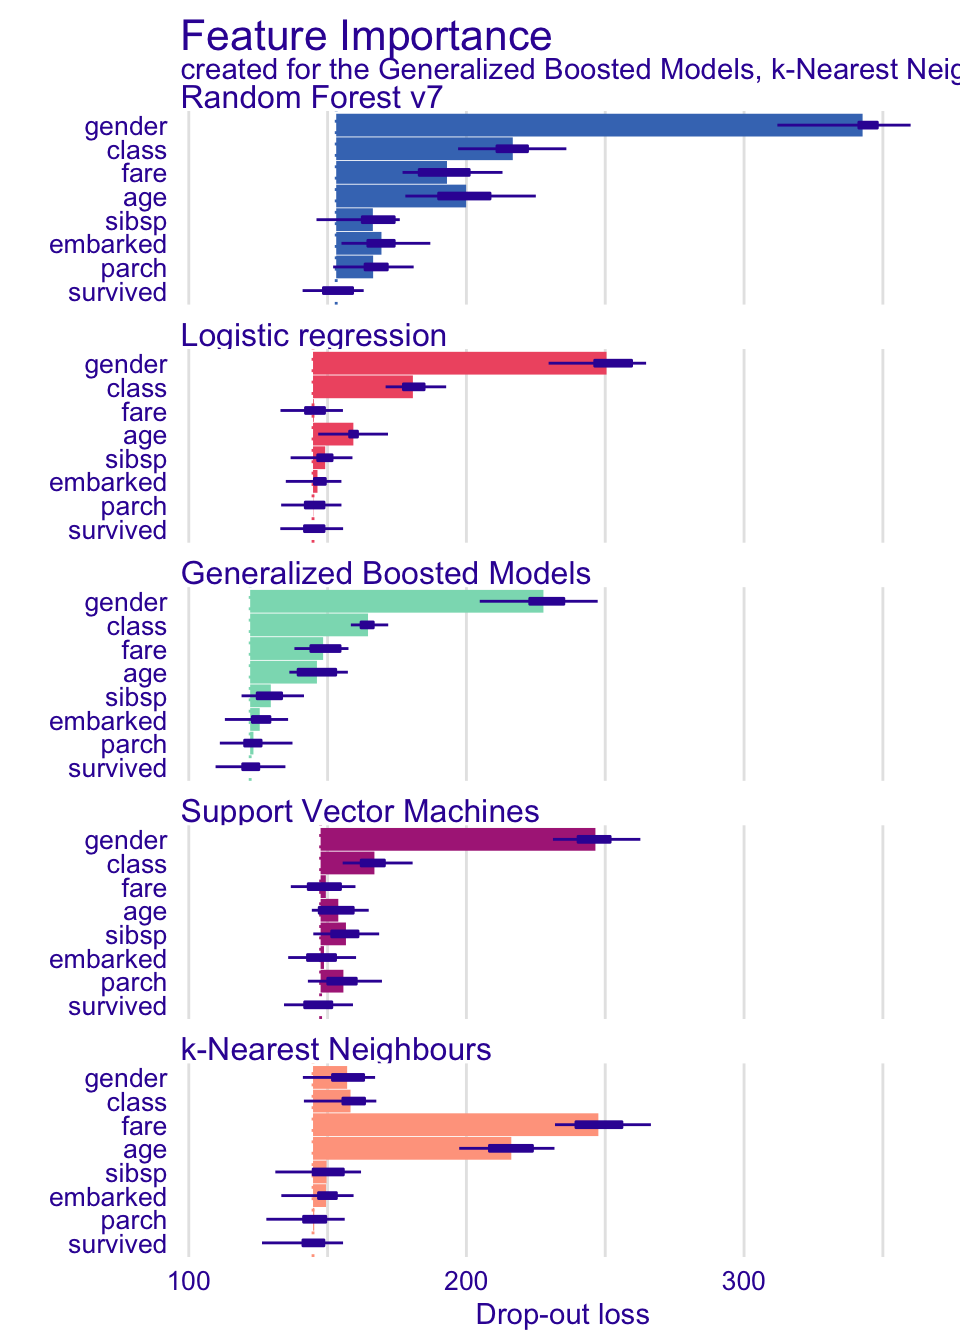 Feature Importance
created for the Generalized Boosted Models, k-Nearest Neig
Random Forest v7
gender
class
fare
age
sibsp
embarked
parch
survived
Logistic regression
gender
class
fare
age
sibsp
embarked
parch
survived
Generalized Boosted Models
gender
class
fare
age
sibsp
embarked
parch
survived
Support Vector Machines
gender
class
fare
age
sibsp
embarked
parch
survived
k-Nearest Neighbours
gender
class
fare
age
sibsp
embarked
parch
survived
100 200 300
Drop-out loss